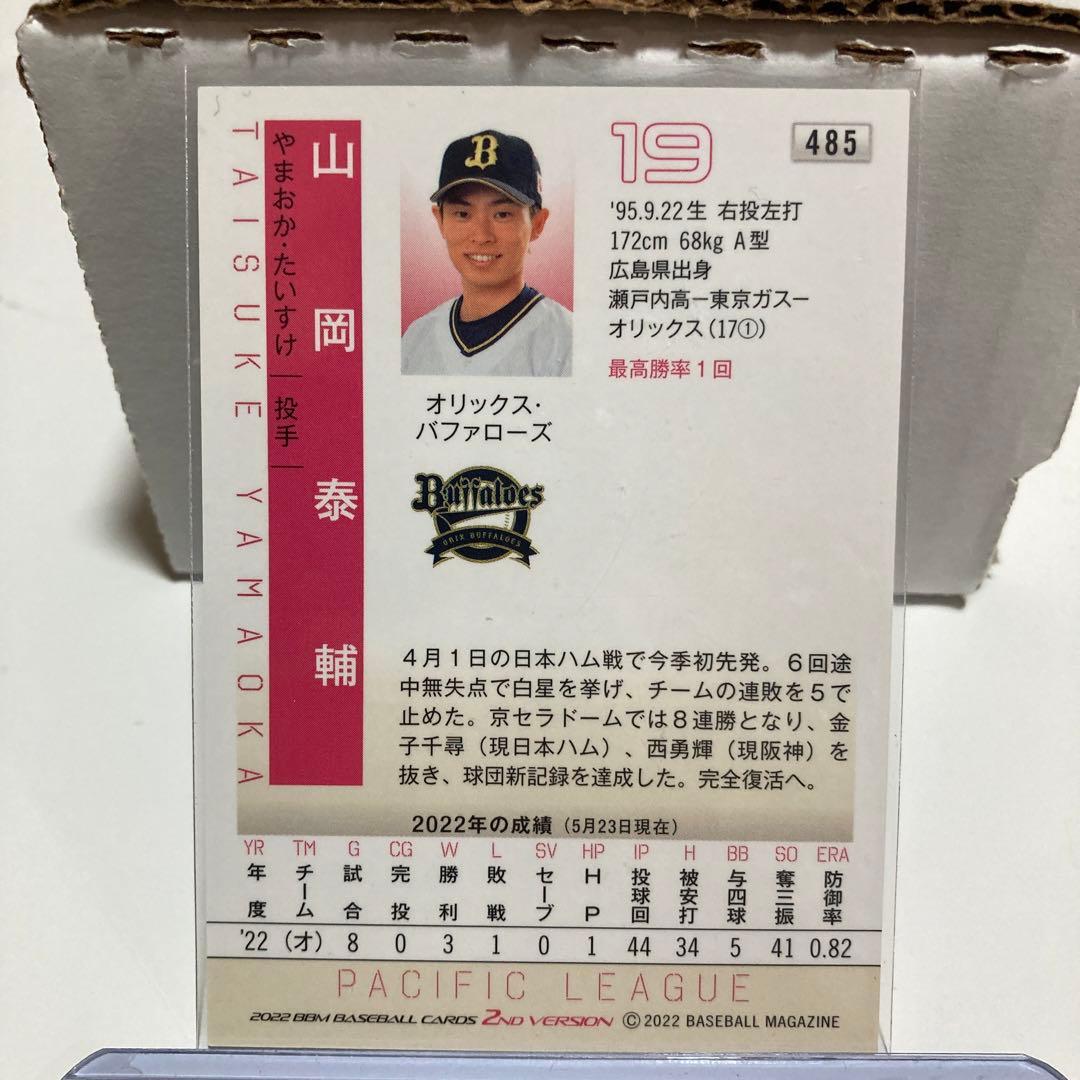 山岡泰輔
やまおか・たいすけ｜投手｜
TAISUKE YAMAOKA
B
オリックス・
バファローズ
Buffaloes
ORIX BUFFALOES
19
485
'95.9.22生 右投左打
172cm 68kg A型
広島県出身
瀬戸内高ー東京ガスー
オリックス(17①)
最高勝率1回
4月1日の日本ハム戦で今季初先発。6回途
中無失点で白星を挙げ、チームの連敗を5で
止めた。京セラドームでは8連勝となり、金
子千尋（現日本ハム）、西勇輝（現阪神）を
抜き、球団新記録を達成した。完全復活へ。
2022年の成績（5月23日現在）
YR TM G CG W L SV HP IP H BB SO ERA
年度 チーム 試合 完投 勝利 敗戦 セーブ HP 投球回 被安打 与四球 奪三振 防御率
'22 (オ) 8 0 3 1 0 1 44 34 5 41 0.82
PACIFIC LEAGUE
2022 BBM BASEBALL CARDS 2ND VERSION ©2022 BASEBALL MAGAZINE